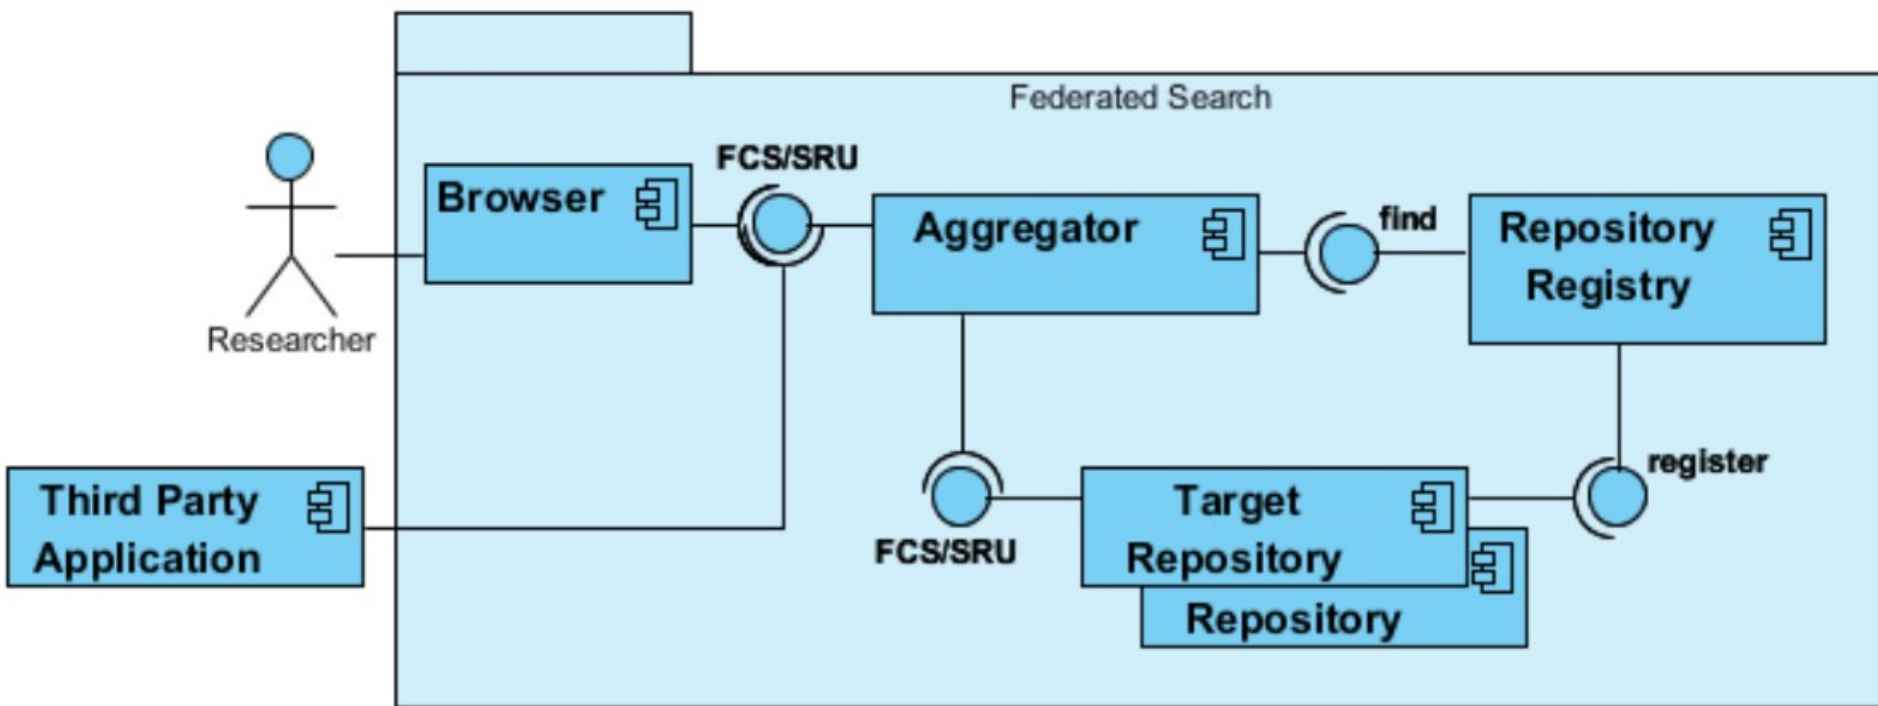 Federated Search
FCS/SRU
Browser
Aggregator
find
Repository
Registry
Researcher
Third Party
Application
FCS/SRU
Target
Repository
register
Repository